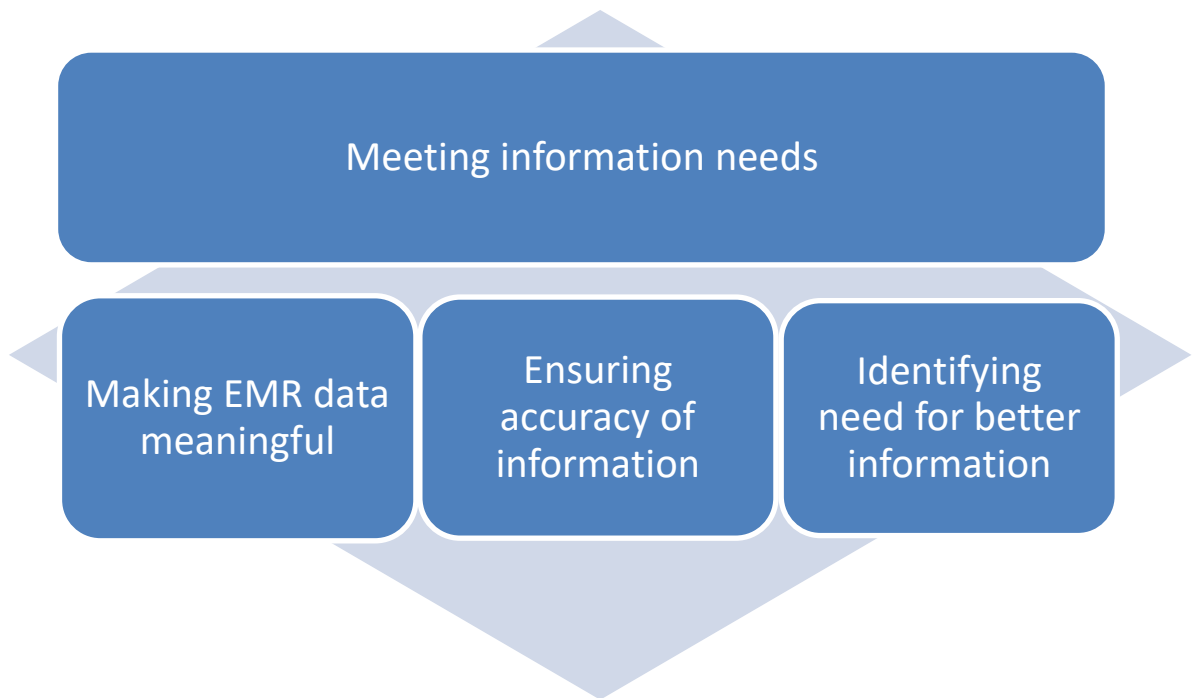 Meeting information needs
Making EMR data
meaningful
Ensuring
accuracy of
information
Identifying
need for better
information